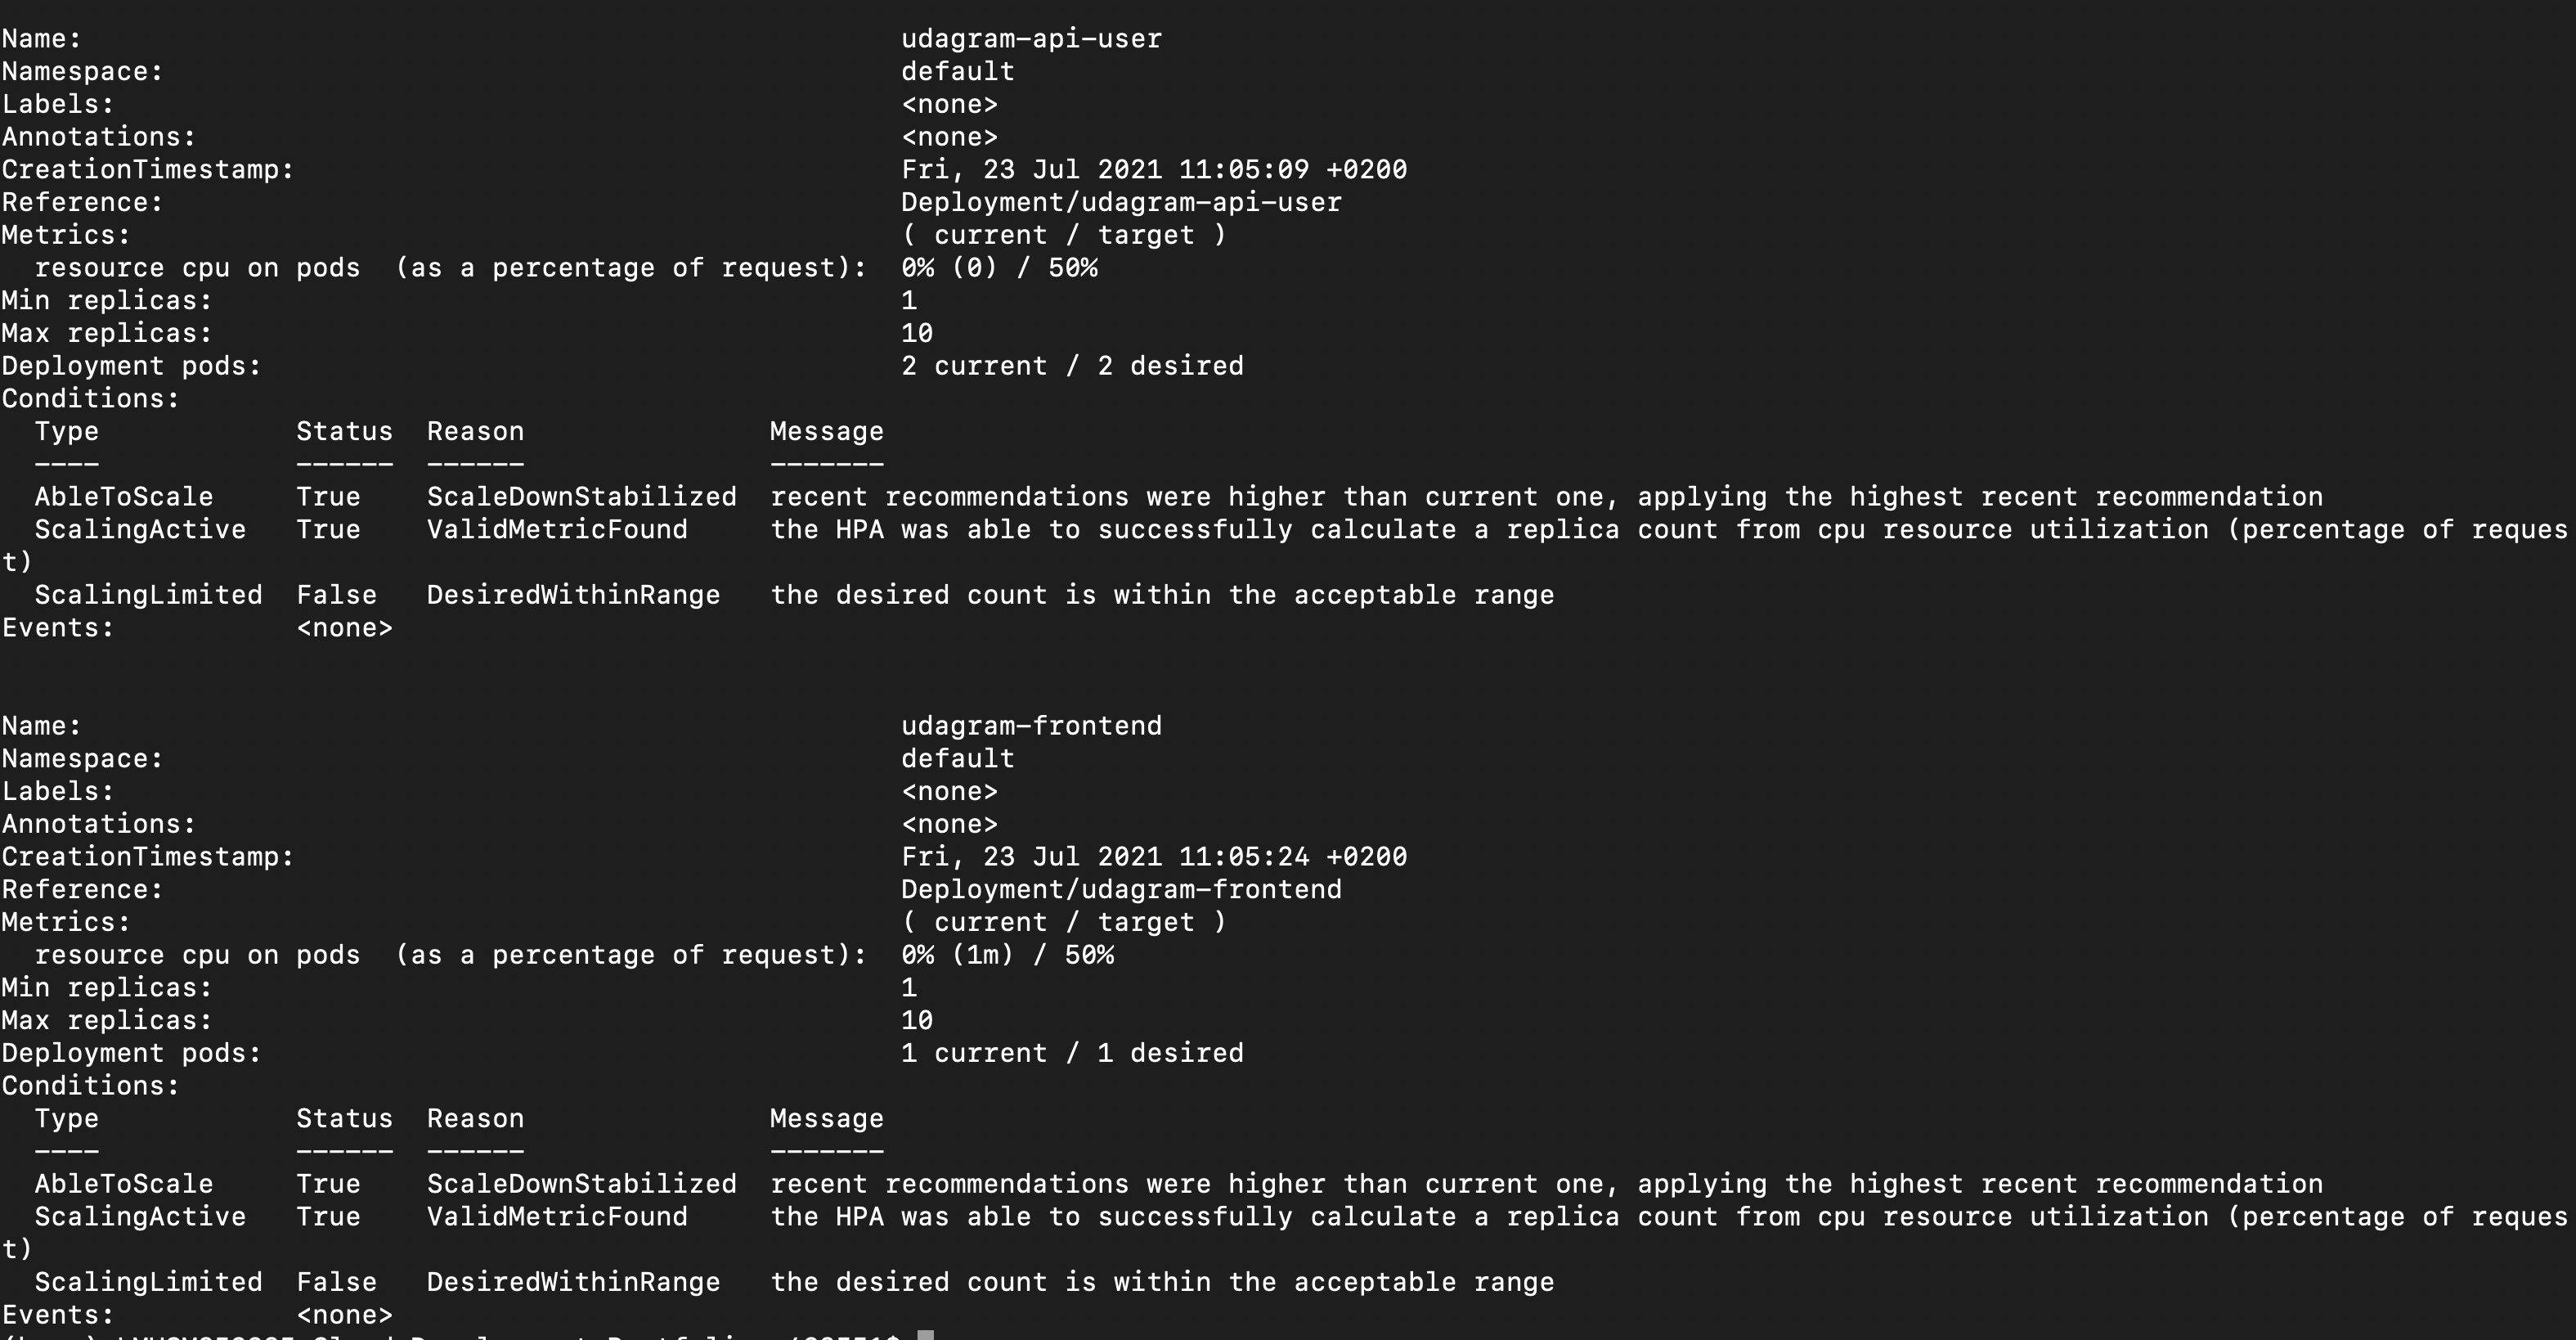 Name: udagram-api-user
Namespace: default
Labels: <none>
Annotations: <none>
CreationTimestamp: Fri, 23 Jul 2021 11:05:09 +0200
Reference: Deployment/udagram-api-user
Metrics: ( current / target )
resource cpu on pods (as a percentage of request): 0% (0) / 50%
Min replicas: 1
Max replicas: 10
Deployment pods: 2 current / 2 desired
Conditions:
Type Status Reason Message
---- ------ ------ -------
AbleToScale True ScaleDownStabilized recent recommendations were higher than current one, applying the highest recent recommendation
ScalingActive True ValidMetricFound the HPA was able to successfully calculate a replica count from cpu resource utilization (percentage of reques
t)
ScalingLimited False DesiredWithinRange the desired count is within the acceptable range
Events: <none>
Name: udagram-frontend
Namespace: default
Labels: <none>
Annotations: <none>
CreationTimestamp: Fri, 23 Jul 2021 11:05:24 +0200
Reference: Deployment/udagram-frontend
Metrics: ( current / target )
resource cpu on pods (as a percentage of request): 0% (1m) / 50%
Min replicas: 1
Max replicas: 10
Deployment pods: 1 current / 1 desired
Conditions:
Type Status Reason Message
---- ------ ------ -------
AbleToScale True ScaleDownStabilized recent recommendations were higher than current one, applying the highest recent recommendation
ScalingActive True ValidMetricFound the HPA was able to successfully calculate a replica count from cpu resource utilization (percentage of reques
t)
ScalingLimited False DesiredWithinRange the desired count is within the acceptable range
Events: <none>